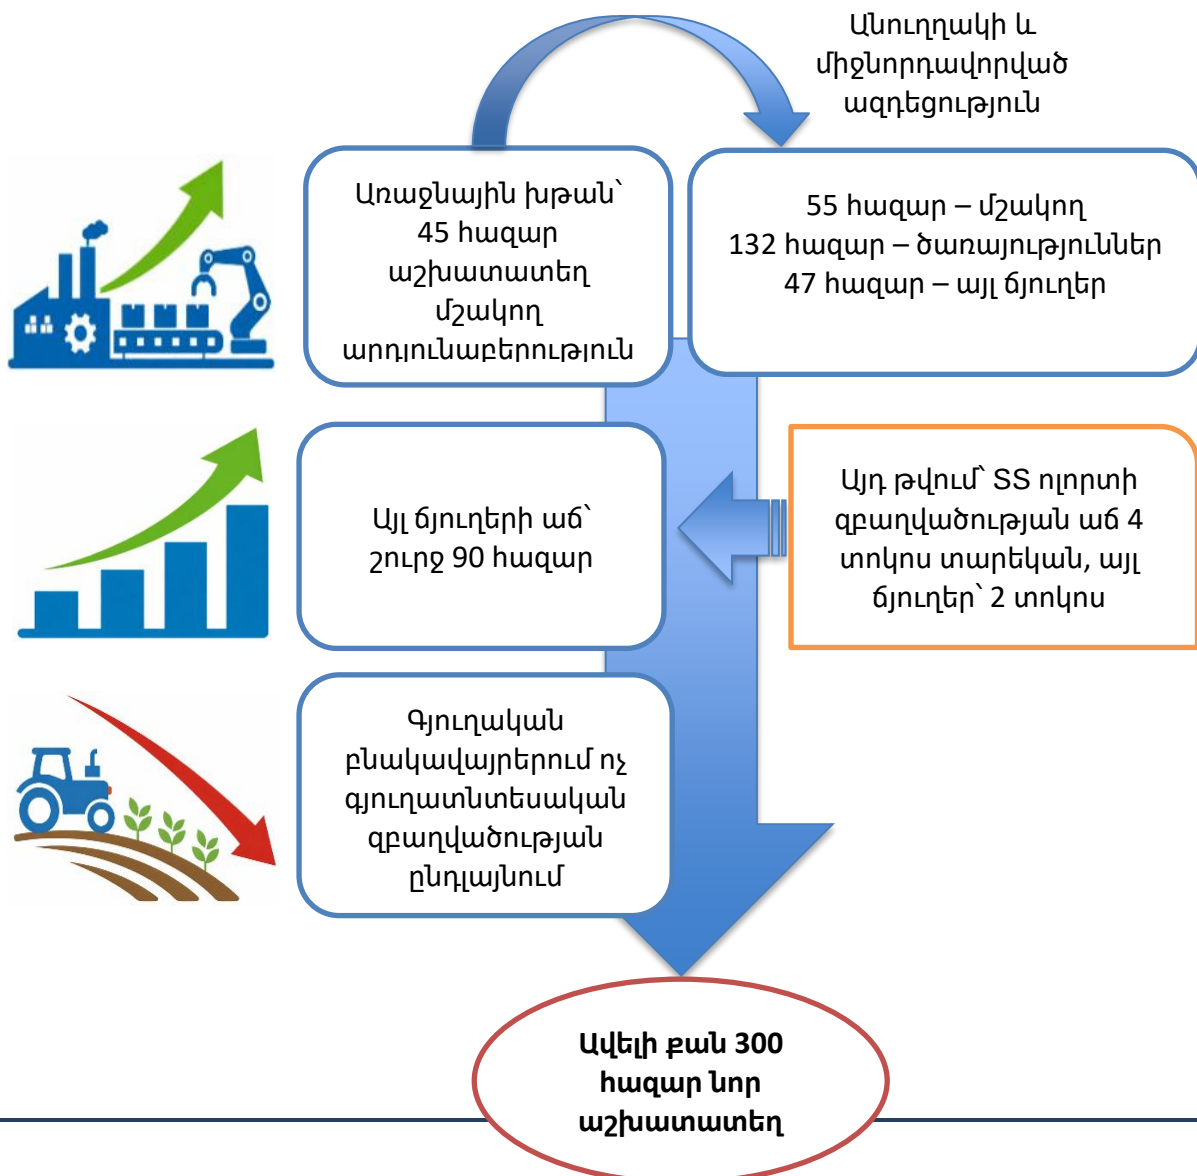 Անուղղակի և
միջնորդավորված
ազդեցություն
Առաջնային խթան՝
45 հազար
աշխատատեղ
մշակող
արդյունաբերություն
55 հազար – մշակող
132 հազար – ծառայություններ
47 հազար – այլ ճյուղեր
Այլ ճյուղերի աճ՝
շուրջ 90 հազար
Այդ թվում՝ ՏՏ ոլորտի
զբաղվածության աճ 4
տոկոս տարեկան, այլ
ճյուղեր՝ 2 տոկոս
Գյուղական
բնակավայրերում ոչ
գյուղատնտեսական
զբաղվածության
ընդլայնում
Ավելի քան 300
հազար նոր
աշխատատեղ